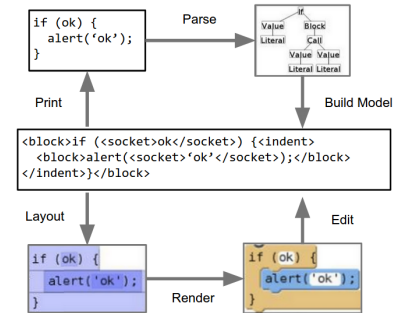 if (ok) {
alert(‘ok’);
}
Parse
If
Value Block
Literal Call
Value Value
Literal Literal
Print
Build Model
<block>if (<socket>ok</socket>) {<indent>
<block>alert(<socket>‘ok’</socket>);</block>
</indent>}</block>
Layout
Edit
if (ok) {
alert('ok');
}
Render
if (ok) {
alert('ok');
}